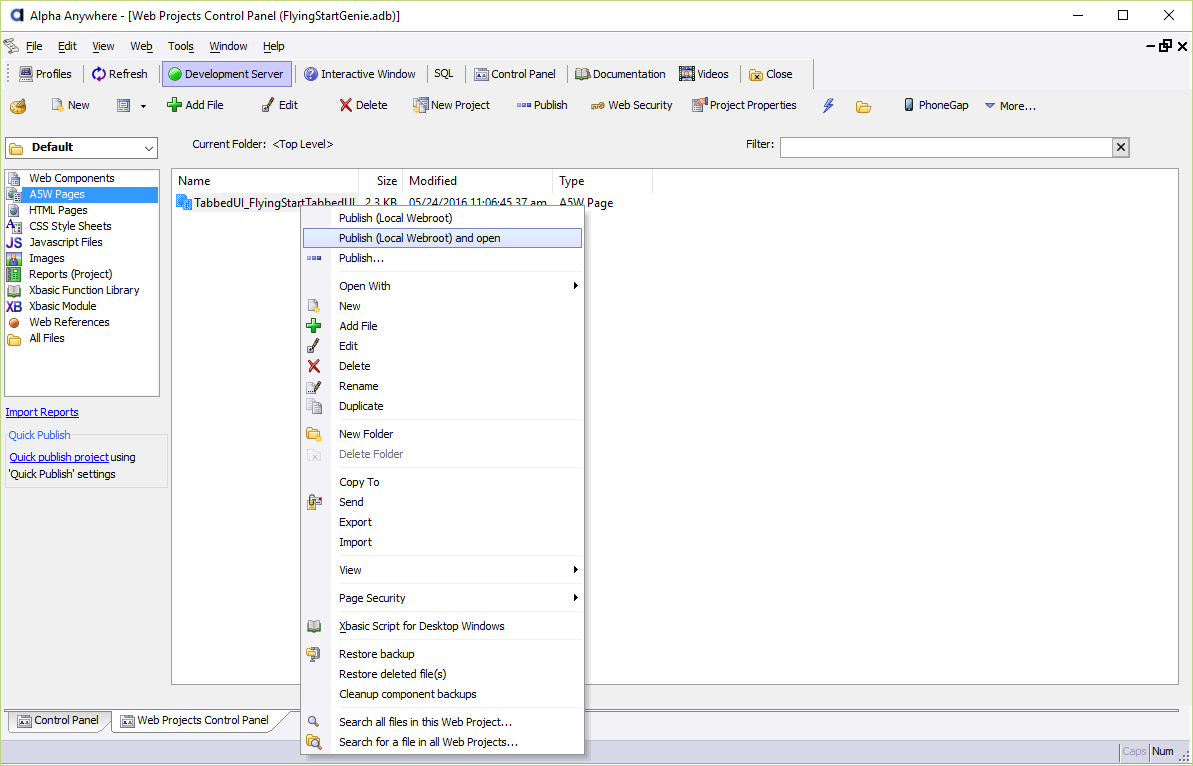 Alpha Anywhere - [Web Projects Control Panel (FlyingStartGenie.adb)]
File Edit View Web Tools Window Help
Profiles Refresh Development Server Interactive Window SQL Control Panel Documentation Videos Close
New Add File Edit Delete New Project Publish Web Security Project Properties PhoneGap More...
Default
Current Folder: <Top Level>
Filter:
Web Components
A5W Pages
HTML Pages
CSS Style Sheets
JS Javascript Files
Images
Reports (Project)
Xbasic Function Library
XB Xbasic Module
Web References
All Files
Import Reports
Quick Publish
Quick publish project using
'Quick Publish' settings
Name Size Modified Type
TabbedUI_FlyingStartTabbedUI 2.3 KB 05/24/2016 11:06:45 37 am A5W Page
Publish (Local Webroot)
Publish (Local Webroot) and open
Publish...
Open With
New
Add File
Edit
Delete
Rename
Duplicate
New Folder
Delete Folder
Copy To
Send
Export
Import
View
Page Security
Xbasic Script for Desktop Windows
Restore backup
Restore deleted file(s)
Cleanup component backups
Search all files in this Web Project...
Search for a file in all Web Projects...
Control Panel Web Projects Control Panel
Caps Num